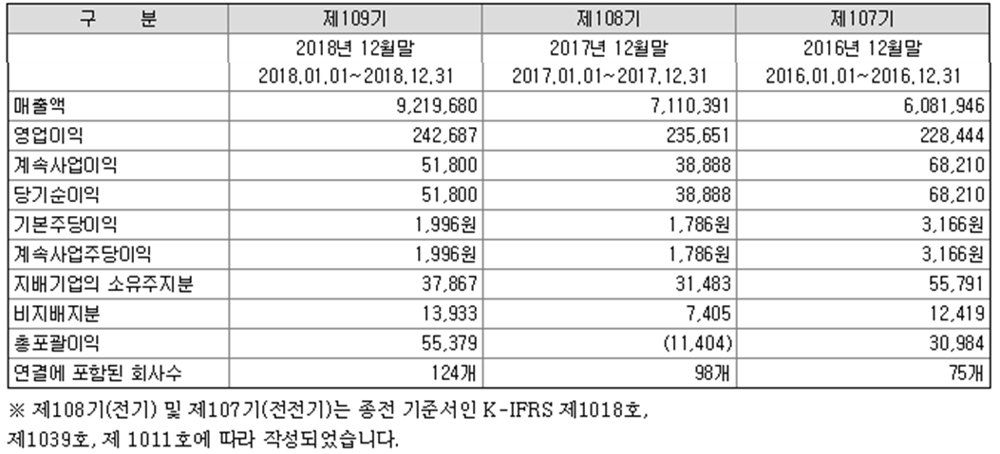 구 분 제109기 제108기 제107기
2018년 12월말 2017년 12월말 2016년 12월말
2018.01.01~2018.12.31 2017.01.01~2017.12.31 2016.01.01~2016.12.31
매출액 9,219,680 7,110,391 6,081,946
영업이익 242,687 235,651 228,444
계속사업이익 51,800 38,888 68,210
당기순이익 51,800 38,888 68,210
기본주당이익 1,996원 1,786원 3,166원
계속사업주당이익 1,996원 1,786원 3,166원
지배기업의 소유주지분 37,867 31,483 55,791
비지배지분 13,933 7,405 12,419
총포괄이익 55,379 (11,404) 30,984
연결에 포함된 회사수 124개 98개 75개
※ 제108기(전기) 및 제107기(전전기)는 종전 기준서인 K-IFRS 제1018호,
제1039호, 제 1011호에 따라 작성되었습니다.